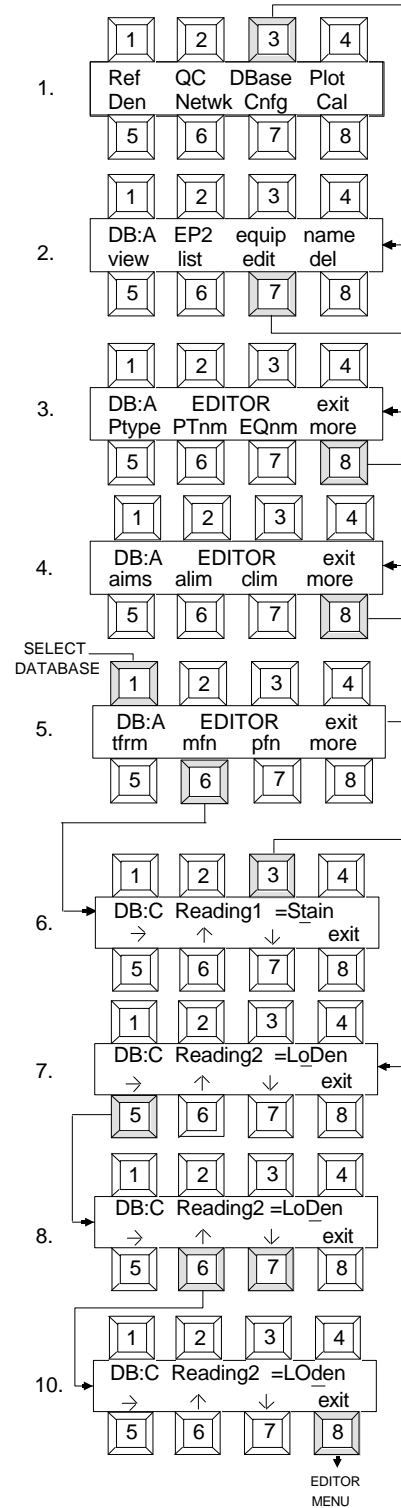 1 2 3 4
1. Ref QC DBase Plot
Den Netwk Cnfg Cal
5 6 7 8
1 2 3 4
2. DB:A EP2 equip name
view list edit del
5 6 7 8
1 2 3 4
3. DB:A EDITOR exit
Ptype PTnm EQnm more
5 6 7 8
1 2 3 4
4. DB:A EDITOR exit
aims alim clim more
5 6 7 8
SELECT
DATABASE
1 2 3 4
5. DB:A EDITOR exit
tfrm mfn pfn more
5 6 7 8
1 2 3 4
6. DB:C Reading1 =Stain
→ ↑ ↓ exit
5 6 7 8
1 2 3 4
7. DB:C Reading2 =LoDen
→ ↑ ↓ exit
5 6 7 8
1 2 3 4
8. DB:C Reading2 =LoDen
→ ↑ ↓ exit
5 6 7 8
1 2 3 4
10. DB:C Reading2 =LOden
→ ↑ ↓ exit
5 6 7 8
EDITOR
MENU